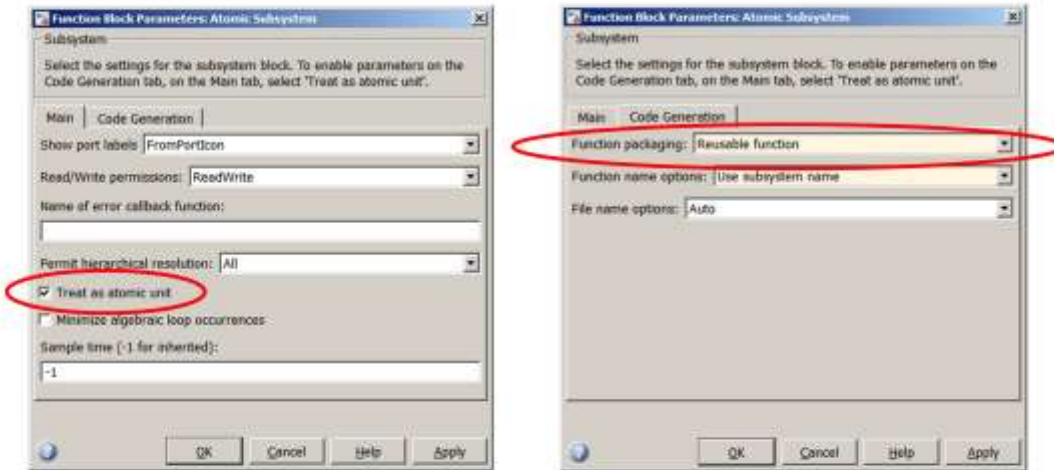 Function Block Parameters: Atomic Subsystem
Subsystem
Select the settings for the subsystem block. To enable parameters on the
Code Generation tab, on the Main tab, select 'Treat as atomic unit'.
Main
Code Generation
Show port labels FromPortIcon
Read/Write permissions: ReadWrite
Name of error callback function:
Permit hierarchical resolution: All
Treat as atomic unit
Minimize algebraic loop occurrences
Sample time (-1 for inherited):
-1
OK Cancel Help Apply
Function Block Parameters: Atomic Subsystem
Subsystem
Select the settings for the subsystem block. To enable parameters on the
Code Generation tab, on the Main tab, select 'Treat as atomic unit'.
Main
Code Generation
Function packaging: Reusable function
Function name options: Use subsystem name
File name options: Auto
OK Cancel Help Apply